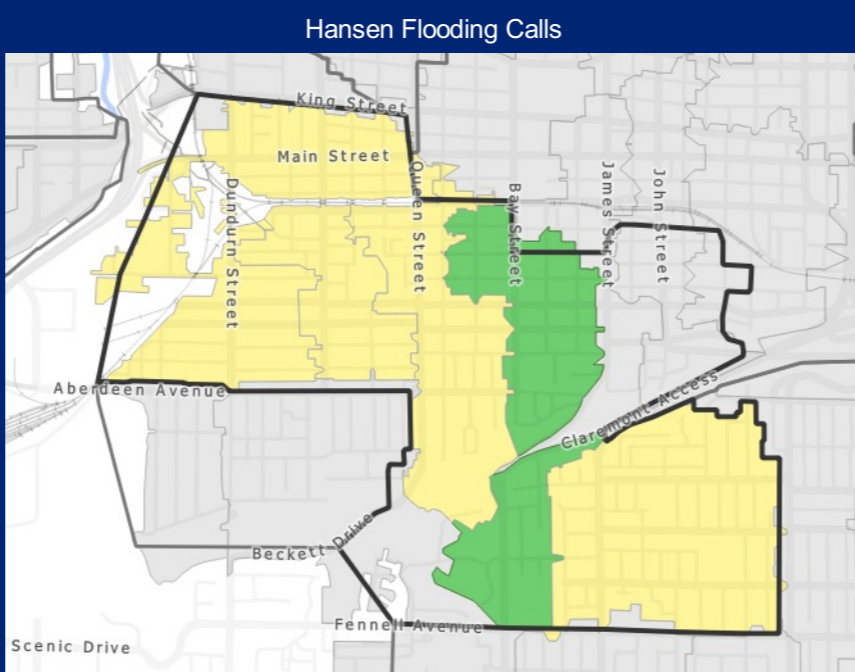 Hansen Flooding Calls
King Street
Main Street
Queen Street
Dundurn Street
Bay Street
James Street
John Street
Aberdeen Avenue
Claremont Access
Beckett Drive
Fennell Avenue
Scenic Drive